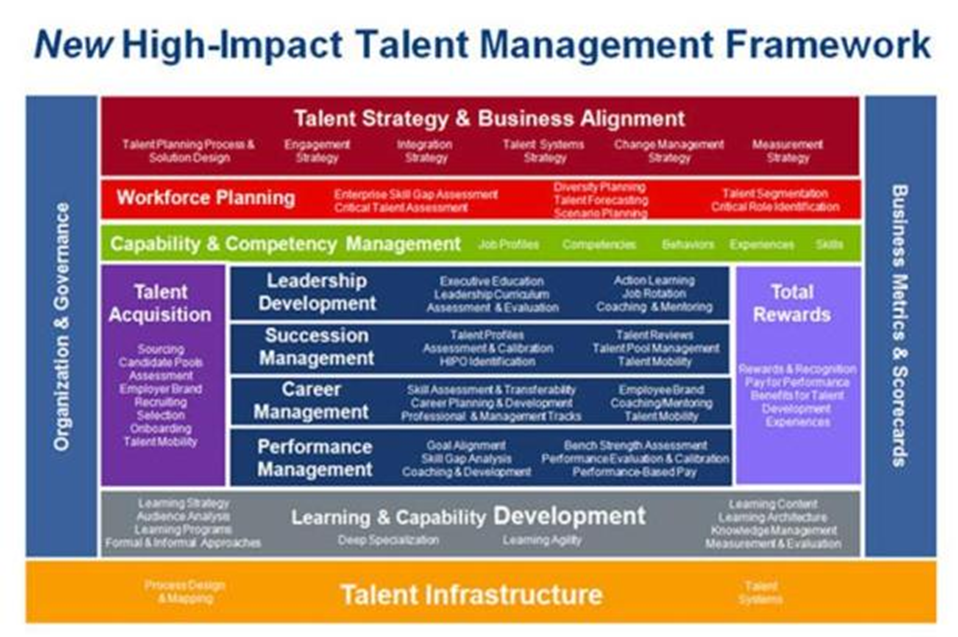 New High-Impact Talent Management Framework
Organization & Governance
Talent Strategy & Business Alignment
Talent Planning Process &
Solution Design
Engagement
Strategy
Integration
Strategy
Talent Systems
Strategy
Change Management
Strategy
Measurement
Strategy
Workforce Planning
Enterprise Skill Gap Assessment
Critical Talent Assessment
Diversity Planning
Talent Forecasting
Scenario Planning
Talent Segmentation
Critical Role Identification
Capability & Competency Management
Job Profiles
Competencies
Behaviors
Experiences
Skills
Talent
Acquisition
Sourcing
Candidate Pools
Assessment
Employer Brand
Recruiting
Selection
Onboarding
Talent Mobility
Leadership
Development
Executive Education
Leadership Curriculum
Assessment & Evaluation
Action Learning
Job Rotation
Coaching & Mentoring
Succession
Management
Talent Profiles
Assessment & Calibration
HIPO Identification
Talent Reviews
Talent Pool Management
Talent Mobility
Career
Management
Skill Assessment & Transferability
Career Planning & Development
Professional & Management Tracks
Employee Brand
Coaching/Mentoring
Talent Mobility
Performance
Management
Goal Alignment
Skill Gap Analysis
Coaching & Development
Bench Strength Assessment
Performance Evaluation & Calibration
Performance-Based Pay
Total
Rewards
Rewards & Recognition
Pay for Performance
Benefits for Talent
Development
Experiences
Learning Strategy
Audience Analysis
Learning Programs
Formal & Informal Approaches
Learning & Capability Development
Deep Specialization
Learning Agility
Learning Content
Learning Architecture
Knowledge Management
Measurement & Evaluation
Business Metrics & Scorecards
Process Design
& Mapping
Talent Infrastructure
Talent
Systems